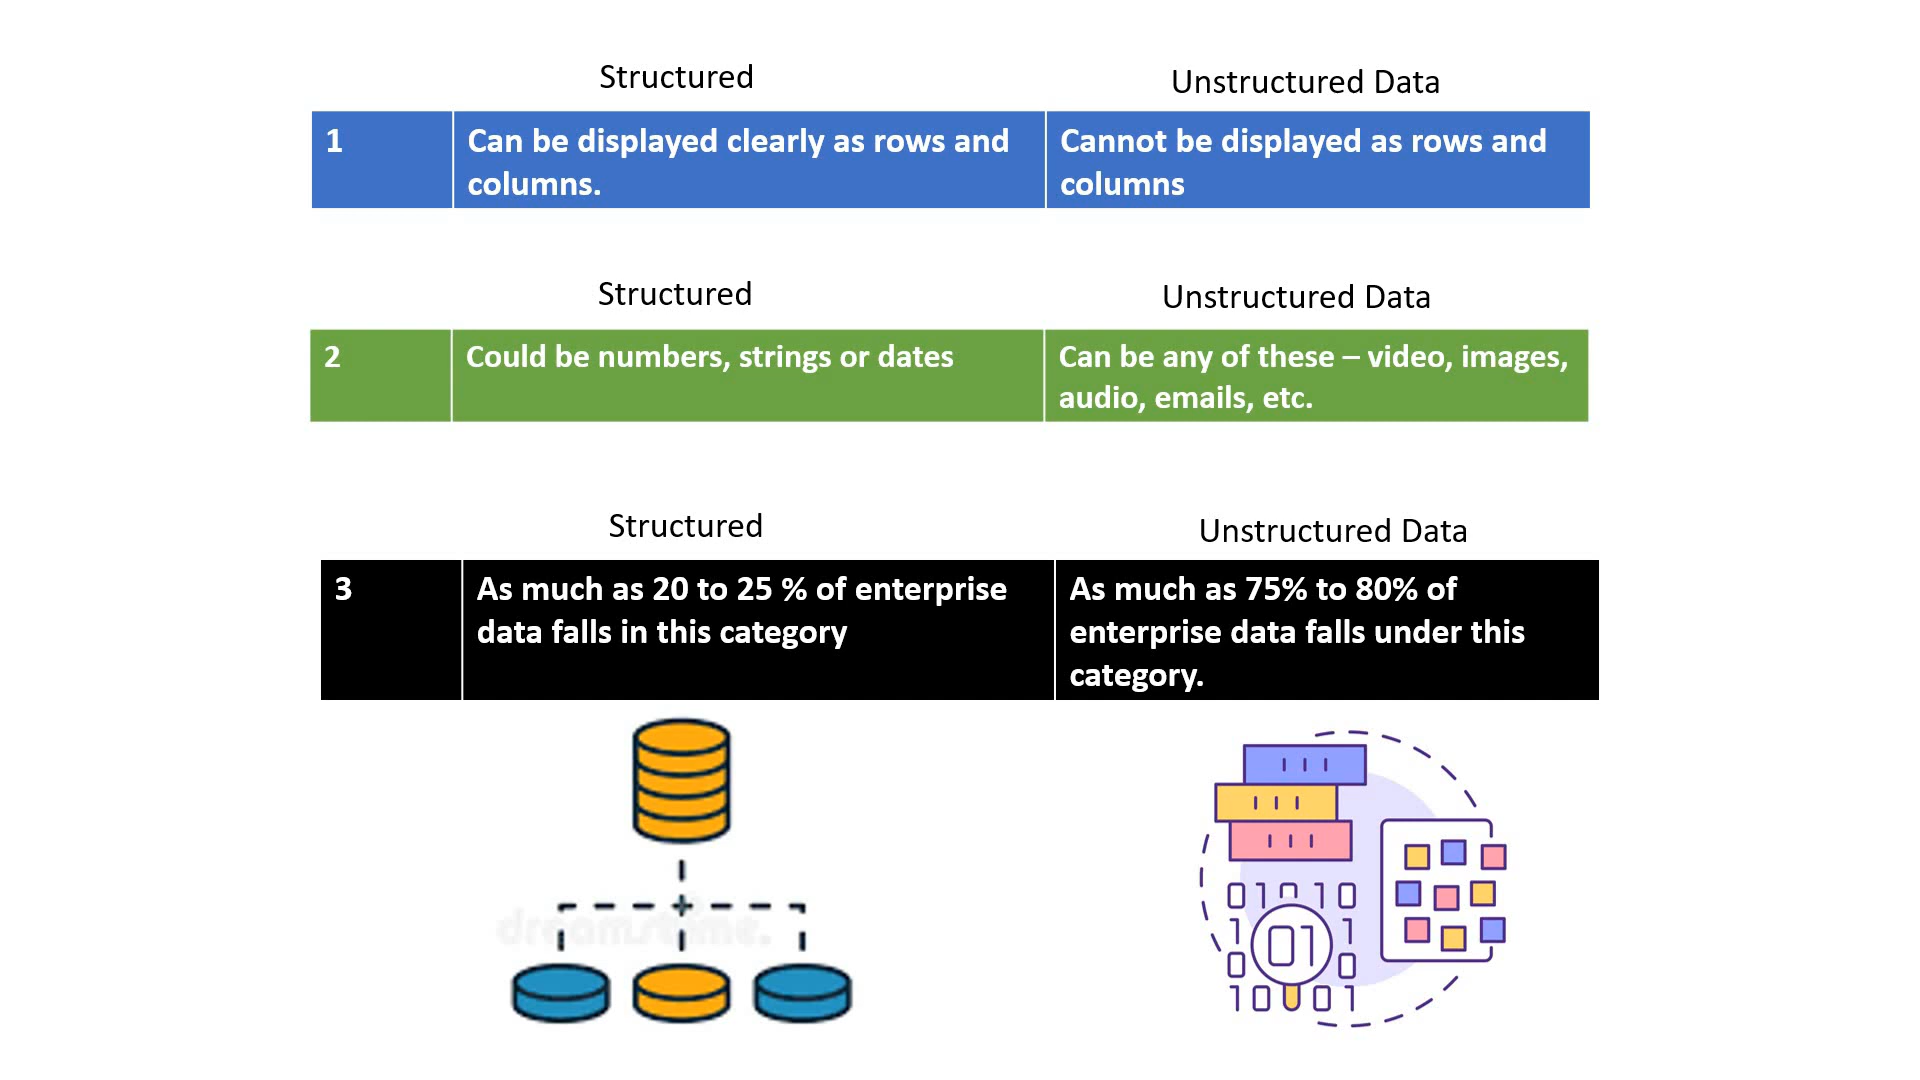 Structured
Unstructured Data
1
Can be displayed clearly as rows and
columns.
Cannot be displayed as rows and
columns
Structured
Unstructured Data
2
Could be numbers, strings or dates
Can be any of these – video, images,
audio, emails, etc.
Structured
Unstructured Data
3
As much as 20 to 25 % of enterprise
data falls in this category
As much as 75% to 80% of
enterprise data falls under this
category.
dreamstime.
01